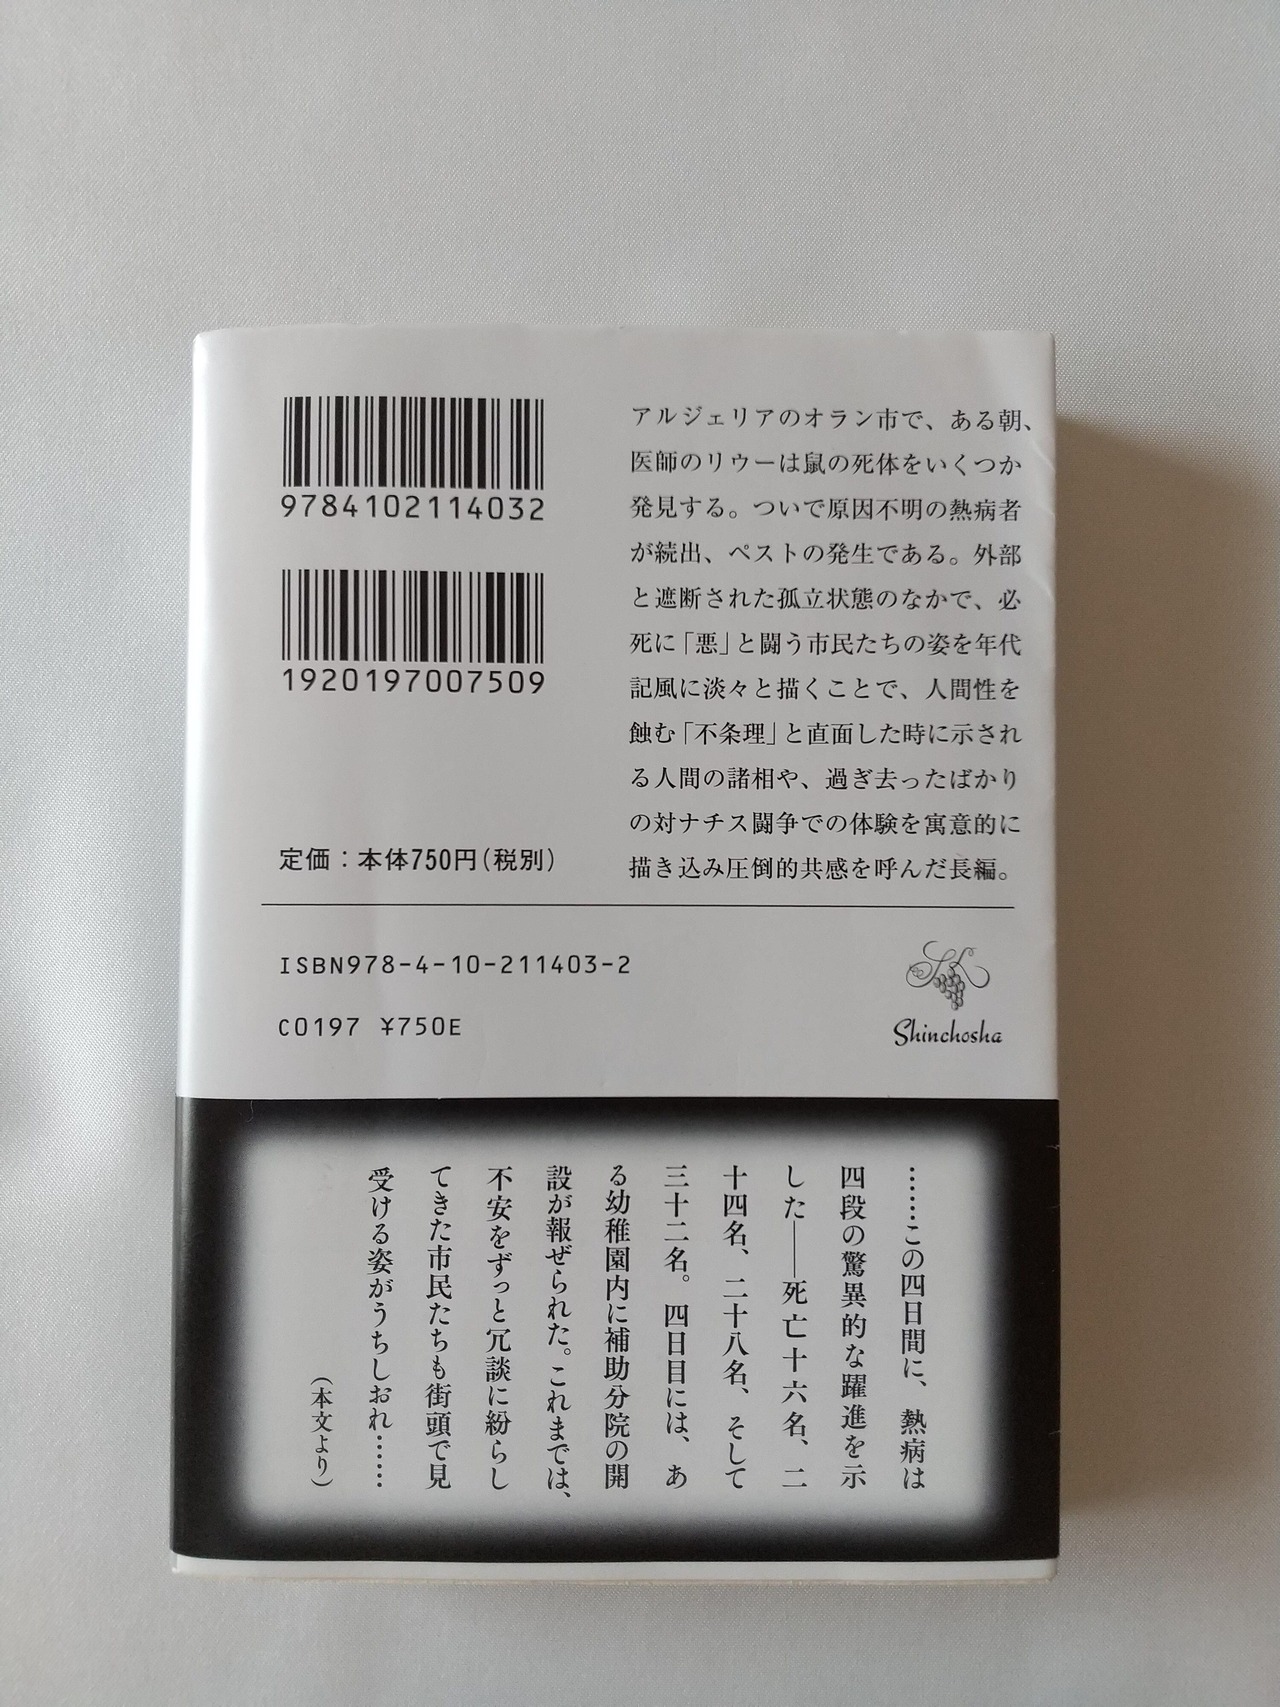 9784102114032
1920197007509
定価：本体750円（税別）
アルジェリアのオラン市で、ある朝、
医師のリウーは鼠の死体をいくつか
発見する。ついで原因不明の熱病者
が続出、ペストの発生である。外部
と遮断された孤立状態のなかで、必
死に「悪」と闘う市民たちの姿を年代
記風に淡々と描くことで、人間性を
蝕む「不条理」と直面した時に示され
る人間の諸相や、過ぎ去ったばかり
の対ナチス闘争での体験を寓意的に
描き込み圧倒的共感を呼んだ長編。
ISBN978-4-10-211403-2
C0197 ¥750E
Shinchosha
……この四日間に、熱病は
四段の驚異的な躍進を示
した――死亡十六名、二
十四名、二十八名、そして
三十二名。四日目には、あ
る幼稚園内に補助分院の開
設が報ぜられた。これまでは、
不安をずっと冗談に紛らし
てきた市民たちも街頭で見
受ける姿がうちしおれ……
（本文より）